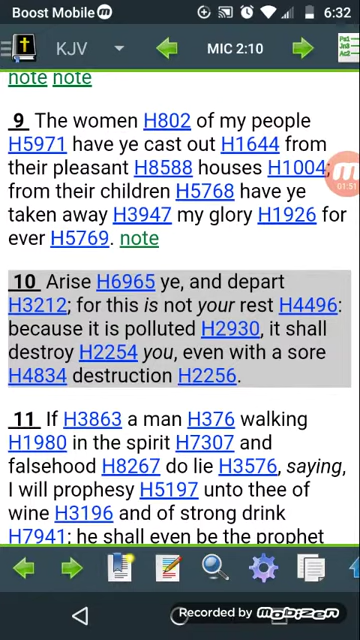 Boost Mobile 6:32
KJV MIC 2:10
note note
9 The women H802 of my people
H5971 have ye cast out H1644 from
their pleasant H8588 houses H1004;
from their children H5768 have ye
taken away H3947 my glory H1926 for
ever H5769. note
01:51
10 Arise H6965 ye, and depart
H3212; for this is not your rest H4496:
because it is polluted H2930, it shall
destroy H2254 you, even with a sore
H4834 destruction H2256.
11 If H3863 a man H376 walking
H1980 in the spirit H7307 and
falsehood H8267 do lie H3576, saying,
I will prophesy H5197 unto thee of
wine H3196 and of strong drink
H7941; he shall even be the prophet
Recorded by mobizen